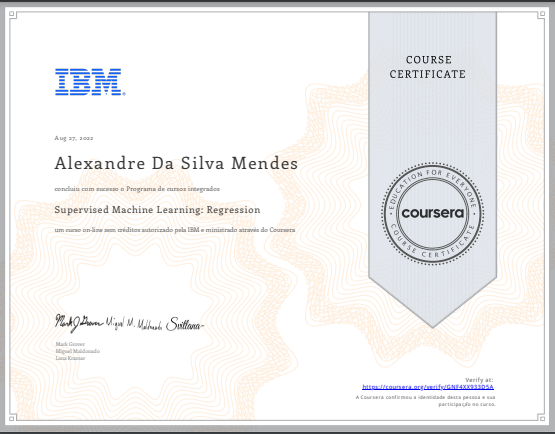 COURSE
CERTIFICATE
IBM
Aug 27, 2022
Alexandre Da Silva Mendes
concluiu com sucesso o Programa de cursos integrados
Supervised Machine Learning: Regression
um curso on-line sem créditos autorizado pela IBM e ministrado através do Coursera
EDUCATION FOR EVERYONE
coursera
COURSE CERTIFICATE
Mark J Grover Miguel M. Maldonado Svitlana
Mark Grover
Miguel Maldonado
Verify at:
https://coursera.org/verify/GNF4XX933D5A
A Coursera confirmou a identidade desta pessoa e sua
participação no curso.